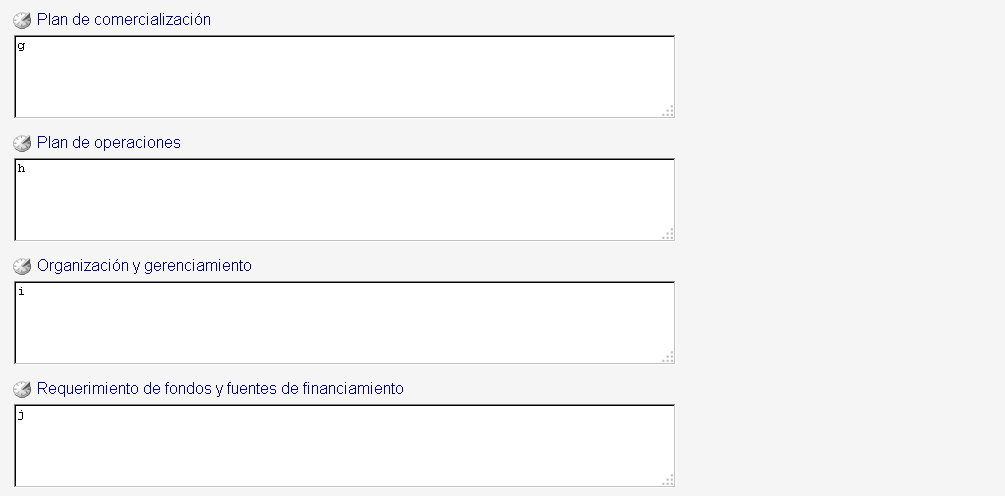 Plan de comercialización
g
Plan de operaciones
h
Organización y gerenciamiento
i
Requerimiento de fondos y fuentes de financiamiento
j